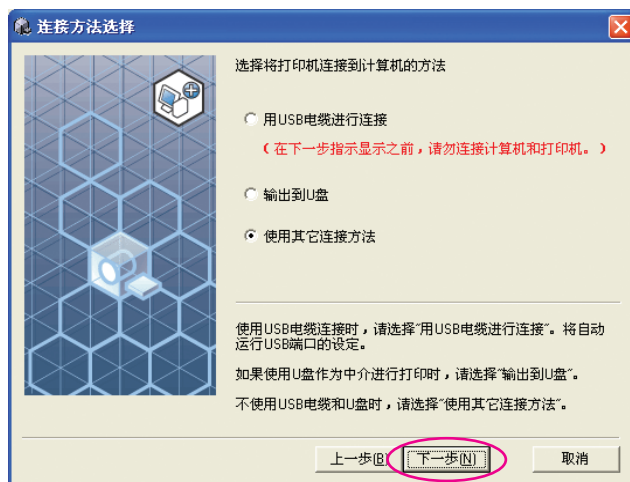 连接方法选择
选择将打印机连接到计算机的方法
用USB电缆进行连接
(在下一步指示显示之前，请勿连接计算机和打印机。)
输出到U盘
使用其它连接方法
使用USB电缆连接时，请选择"用USB电缆进行连接"。将自动
运行USB端口的设定。
如果使用U盘作为中介进行打印时，请选择"输出到U盘"。
不使用USB电缆和U盘时，请选择"使用其它连接方法"。
上一步(B) 下一步(N) 取消